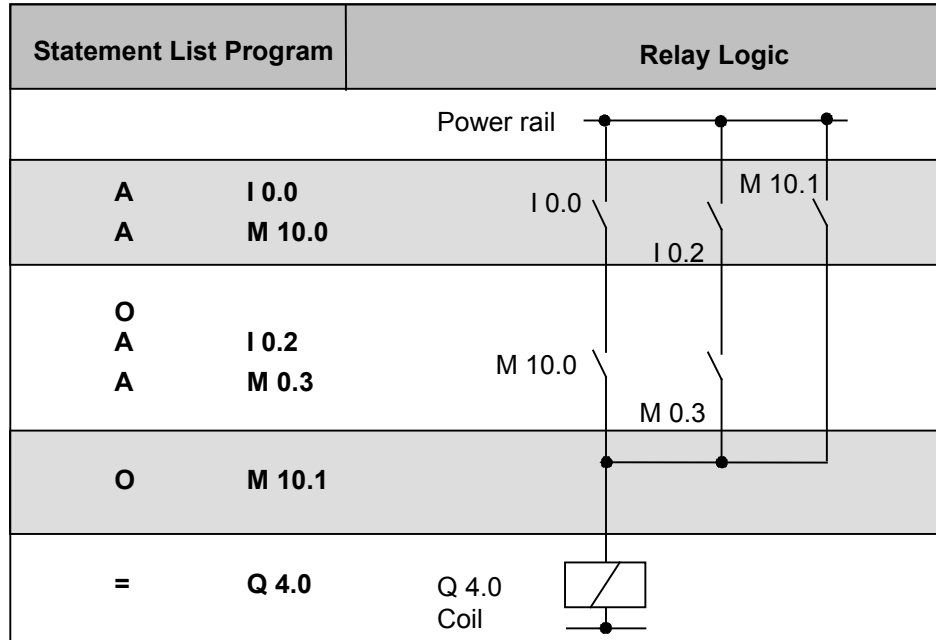 Statement List Program
Relay Logic
Power rail
A I 0.0
A M 10.0
I 0.0
M 10.1
I 0.2
O
A I 0.2
A M 0.3
M 10.0
M 0.3
O M 10.1
= Q 4.0
Q 4.0
Coil